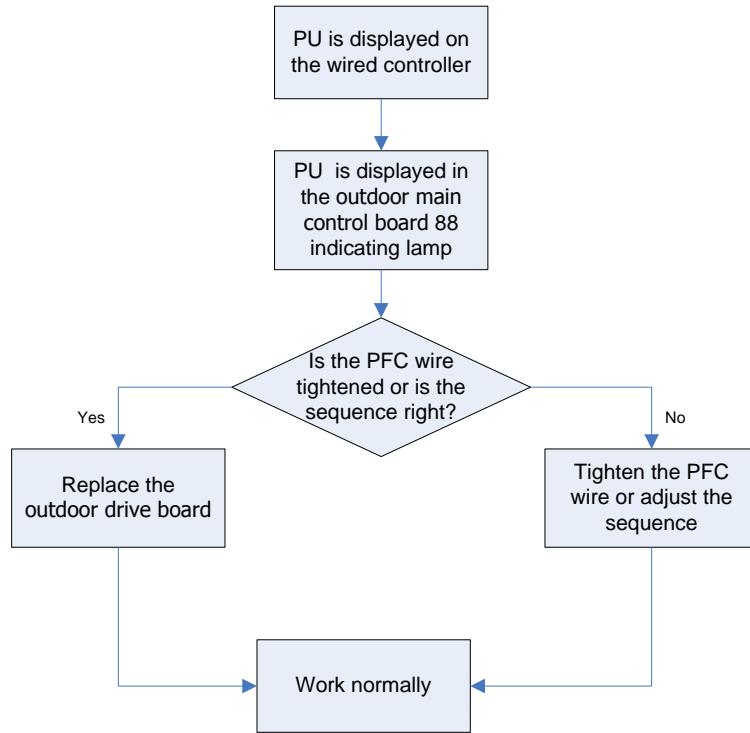 PU is displayed on
the wired controller
PU  is displayed in
the outdoor main
control board 88
indicating lamp
Is the PFC wire
tightened or is the
sequence right?
Yes
No
Replace the
outdoor drive board
Tighten the PFC
wire or adjust the
sequence
Work normally